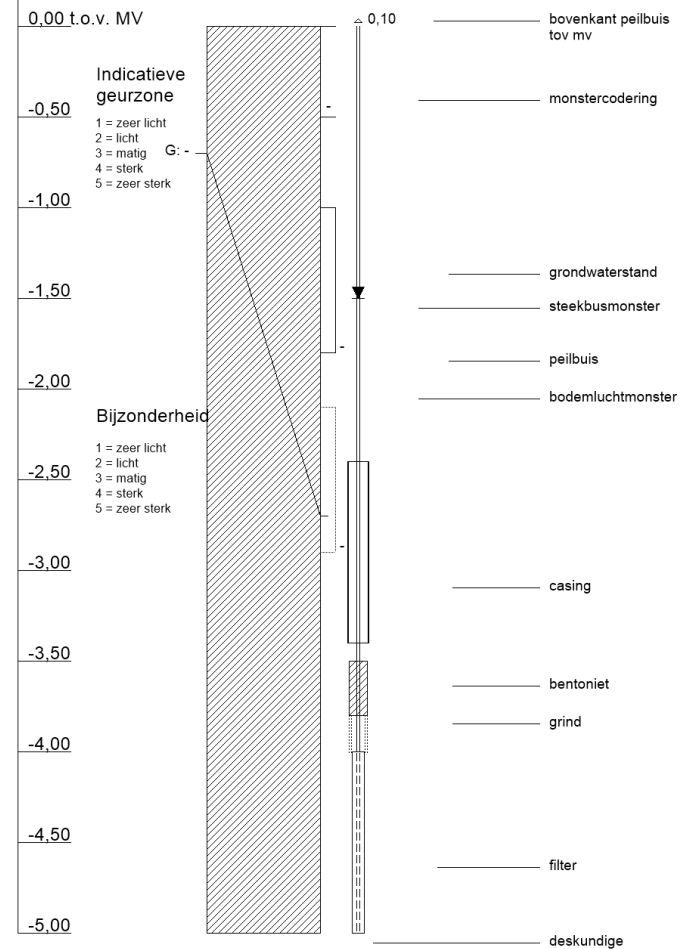 0,00 t.o.v. MV
0,10
bovenkant peilbuis
tov mv
Indicatieve
geurzone
monstercodering
-0,50
-
1 = zeer licht
2 = licht
3 = matig
G: -
4 = sterk
5 = zeer sterk
-1,00
grondwaterstand
-1,50
steekbusmonster
-
peilbuis
-2,00
bodemluchtmonster
Bijzonderheid
1 = zeer licht
2 = licht
-2,50
3 = matig
4 = sterk
5 = zeer sterk
-
-3,00
casing
-3,50
bentoniet
grind
-4,00
-4,50
filter
-5,00
deskundige